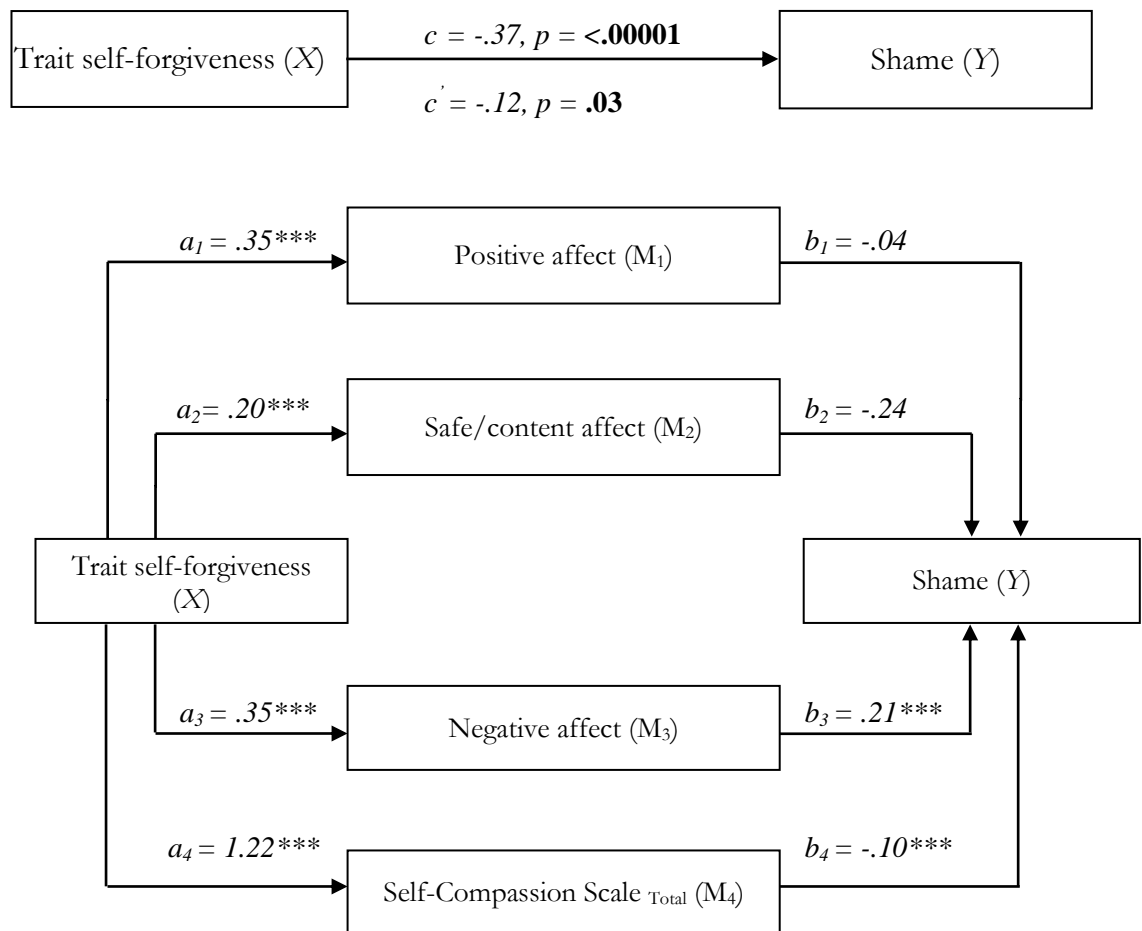 c = -.37, p = <.00001
Trait self-forgiveness (X)
Shame (Y)
c' = -.12, p = .03
a1 = .35***
Positive affect (M1)
b1 = -.04
a2= .20***
Safe/content affect (M2)
b2 = -.24
Trait self-forgiveness
(X)
Shame (Y)
a3 = .35***
Negative affect (M3)
b3 = .21***
a4 = 1.22***
Self-Compassion Scale Total (M4)
b4 = -.10***